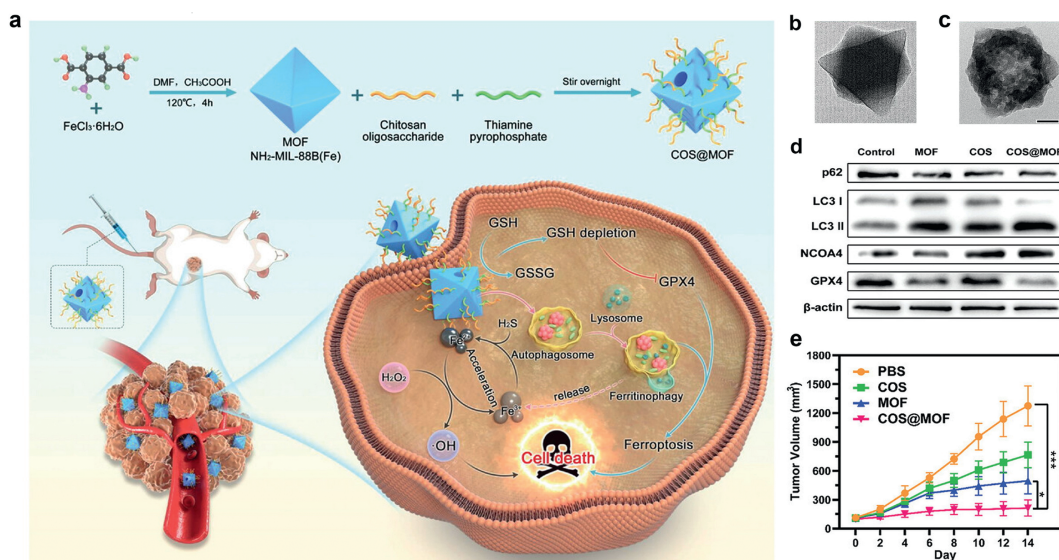 a
DMF，CH3COOH
120℃，4h
+
FeCl3·6H2O
MOF
NH2-MIL-88B(Fe)
+
Chitosan
oligosaccharide
+
Thiamine
pyrophosphate
Stir overnight
COS@MOF
GSH
GSH depletion
GSSG
GPX4
Lysosome
H2S
Autophagosome
Acceleration
H2O2
release
Ferritinophagy
·OH
Cell death
Ferroptosis
b
c
d
Control MOF COS COS@MOF
p62
LC3 I
LC3 II
NCOA4
GPX4
β-actin
e
Tumor Volume (mm3)
1800
1500
1200
900
600
300
0
PBS
COS
MOF
COS@MOF
***
*
0 2 4 6 8 10 12 14
Day